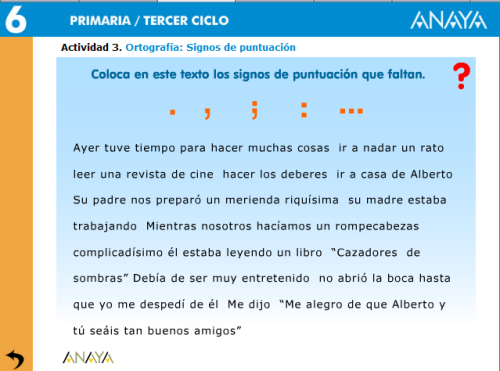 6 PRIMARIA / TERCER CICLO ANAYA
Actividad 3. Ortografía: Signos de puntuación
Coloca en este texto los signos de puntuación que faltan. ?
. , ; : ...
Ayer tuve tiempo para hacer muchas cosas ir a nadar un rato
leer una revista de cine hacer los deberes ir a casa de Alberto
Su padre nos preparó un merienda riquísima su madre estaba
trabajando Mientras nosotros hacíamos un rompecabezas
complicadísimo él estaba leyendo un libro “Cazadores de
sombras” Debía de ser muy entretenido no abrió la boca hasta
que yo me despedí de él Me dijo “Me alegro de que Alberto y
tú seáis tan buenos amigos”
ANAYA